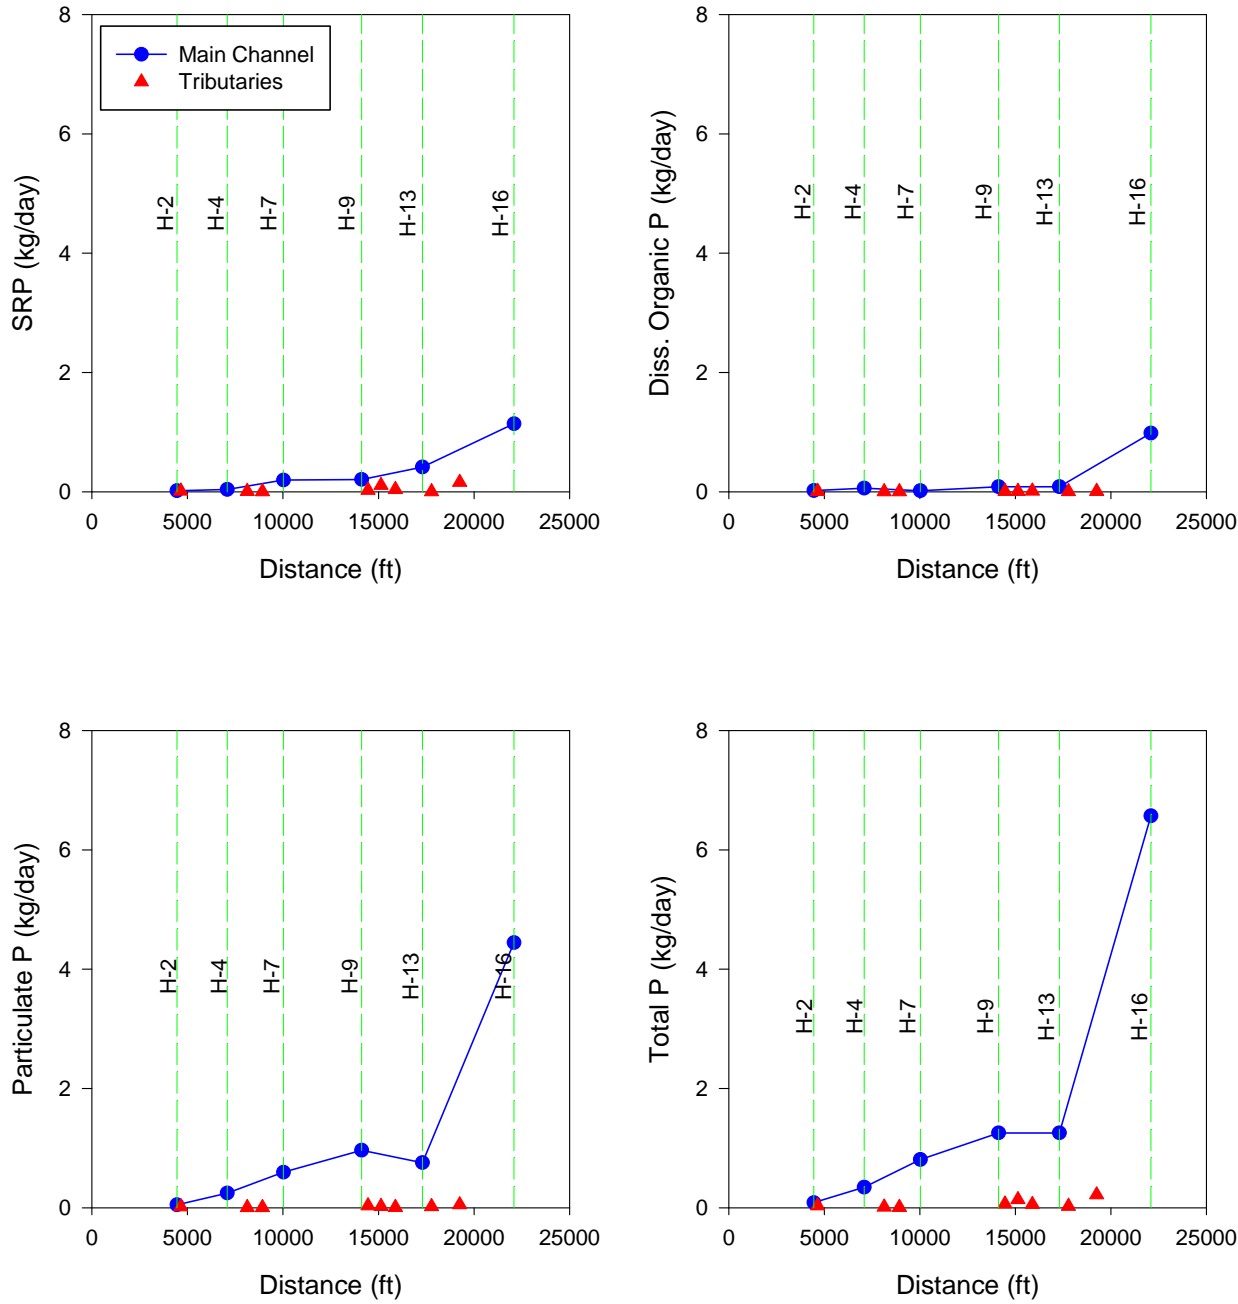 8
6
4
2
0
SRP (kg/day)
Main Channel
Tributaries
H-2
H-4
H-7
H-9
H-13
H-16
0
5000
10000
15000
20000
25000
Distance (ft)
8
6
4
2
0
Diss. Organic P (kg/day)
H-2
H-4
H-7
H-9
H-13
H-16
0
5000
10000
15000
20000
25000
Distance (ft)
8
6
4
2
0
Particulate P (kg/day)
H-2
H-4
H-7
H-9
H-13
H-16
0
5000
10000
15000
20000
25000
Distance (ft)
8
6
4
2
0
Total P (kg/day)
H-2
H-4
H-7
H-9
H-13
H-16
0
5000
10000
15000
20000
25000
Distance (ft)